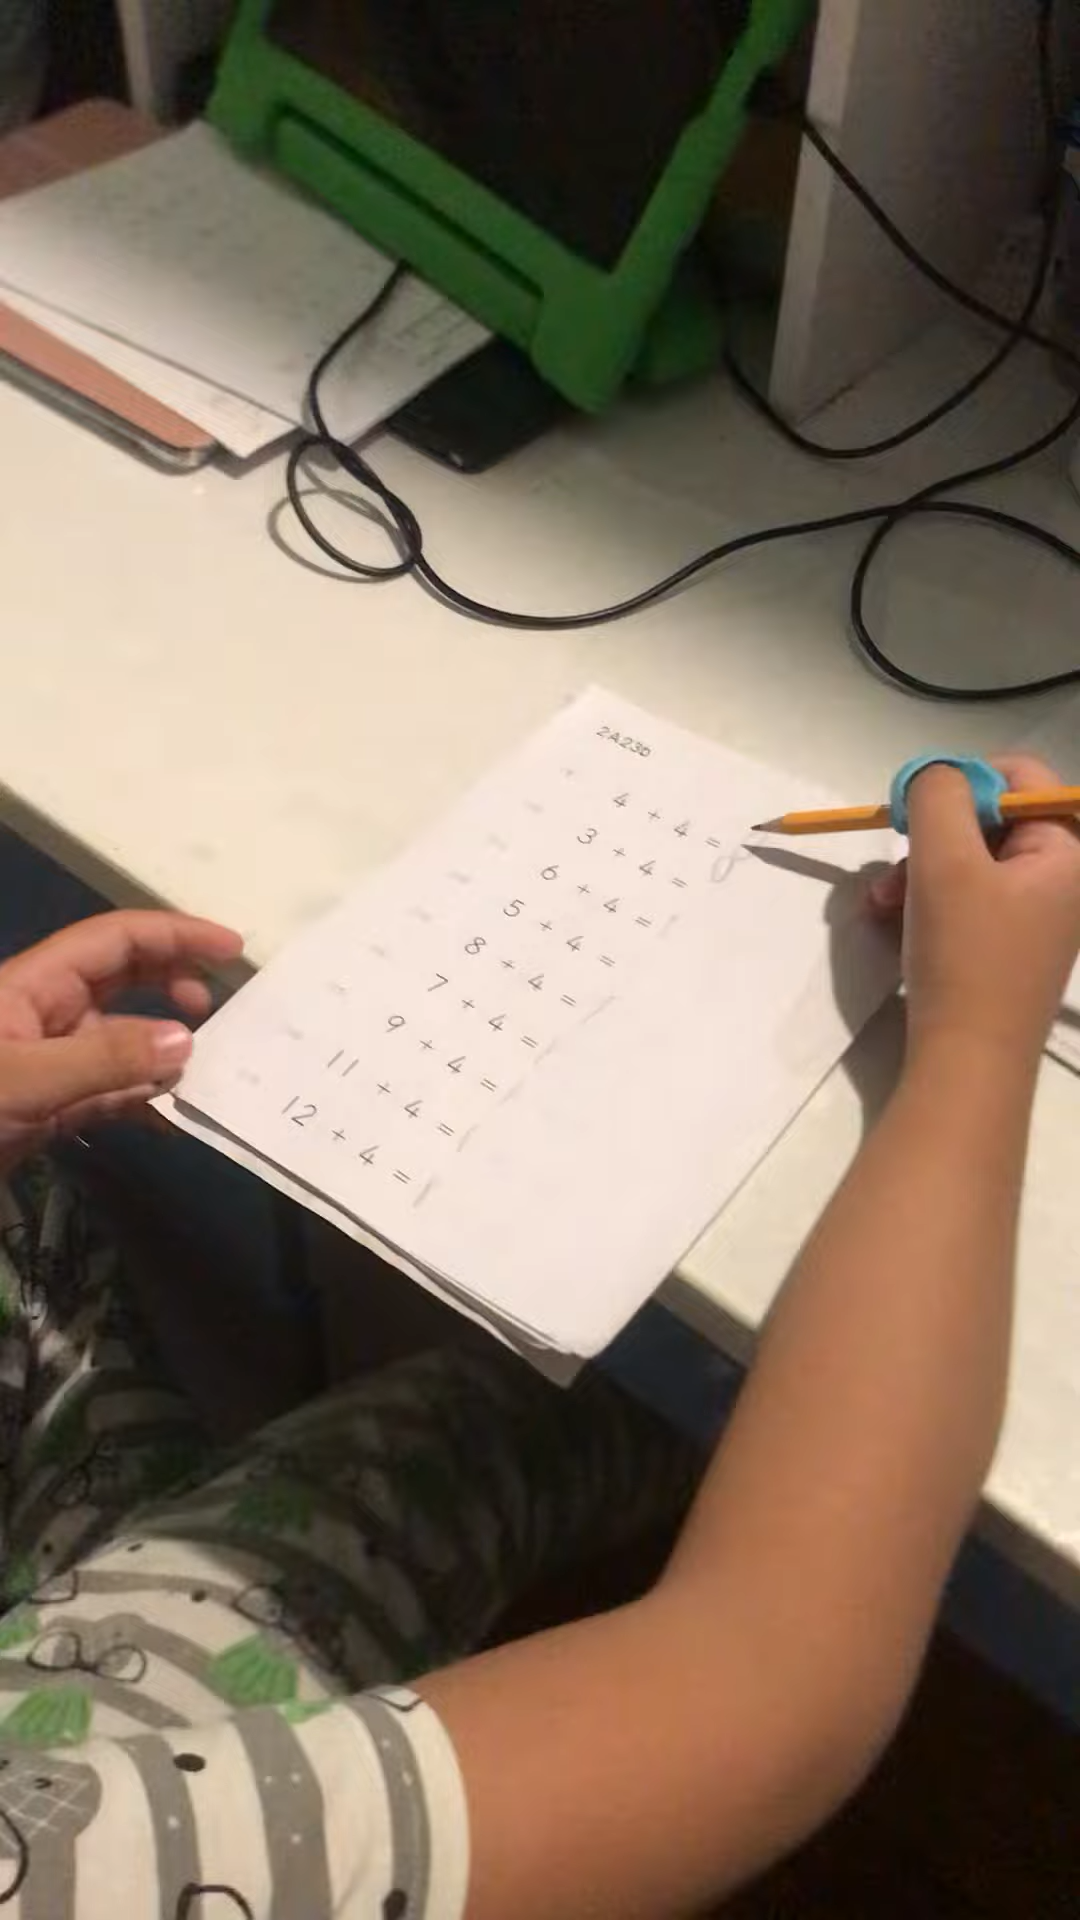 2A23b
4 + 4 =
3 + 4 =
6 + 4 =
5 + 4 =
8 + 4 =
7 + 4 =
9 + 4 =
11 + 4 =
12 + 4 =